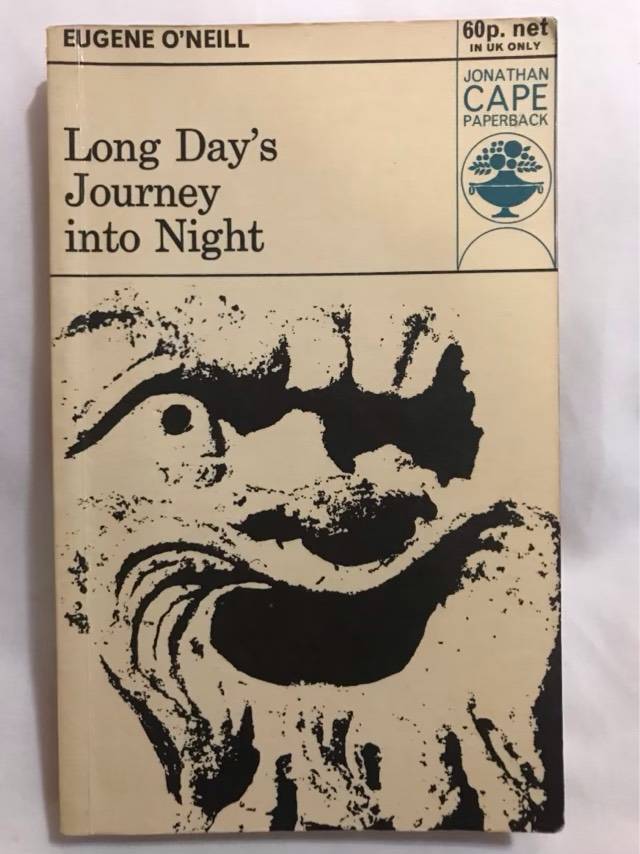 EUGENE O'NEILL
60p. net
IN UK ONLY
JONATHAN
CAPE
PAPERBACK
Long Day's
Journey
into Night